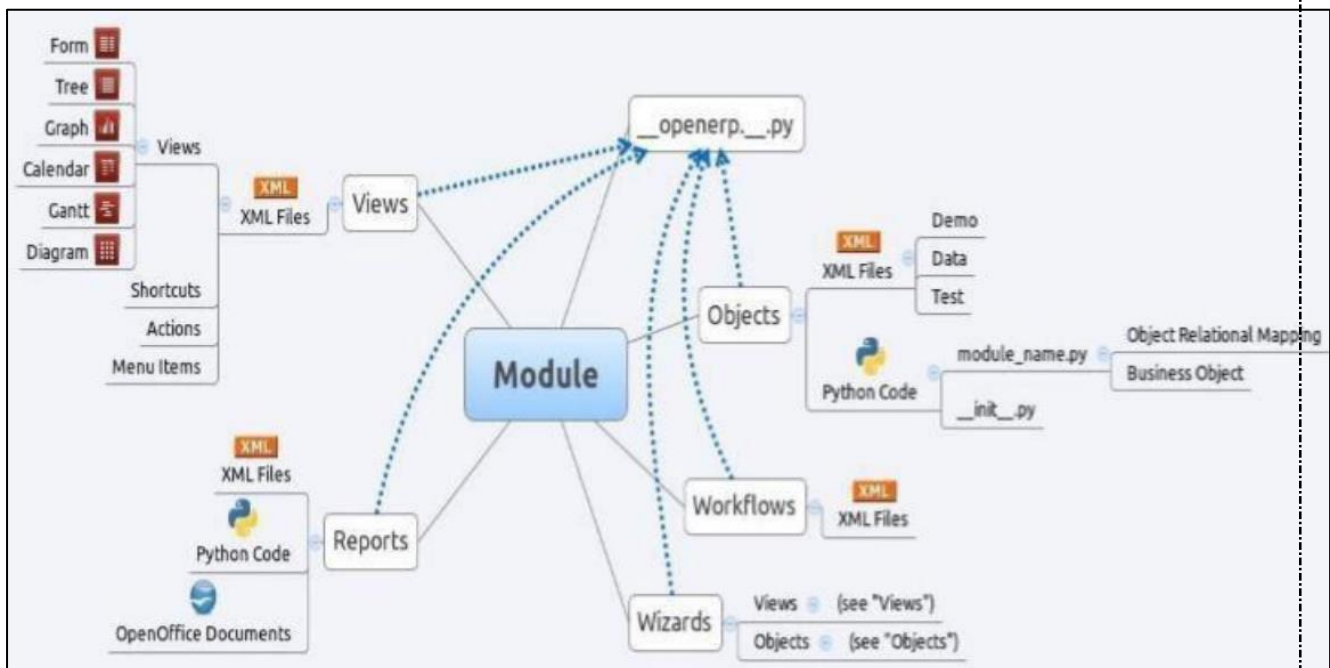 Form
Tree
Graph
Calendar
Gantt
Diagram
Views
Shortcuts
Actions
Menu Items
XML
XML Files
Views
__openerp.__.py
Module
Objects
XML
XML Files
Demo
Data
Test
Python Code
module_name.py
Object Relational Mapping
Business Object
__init__.py
Workflows
XML
XML Files
Wizards
Views (see "Views")
Objects (see "Objects")
Reports
XML
XML Files
Python Code
OpenOffice Documents